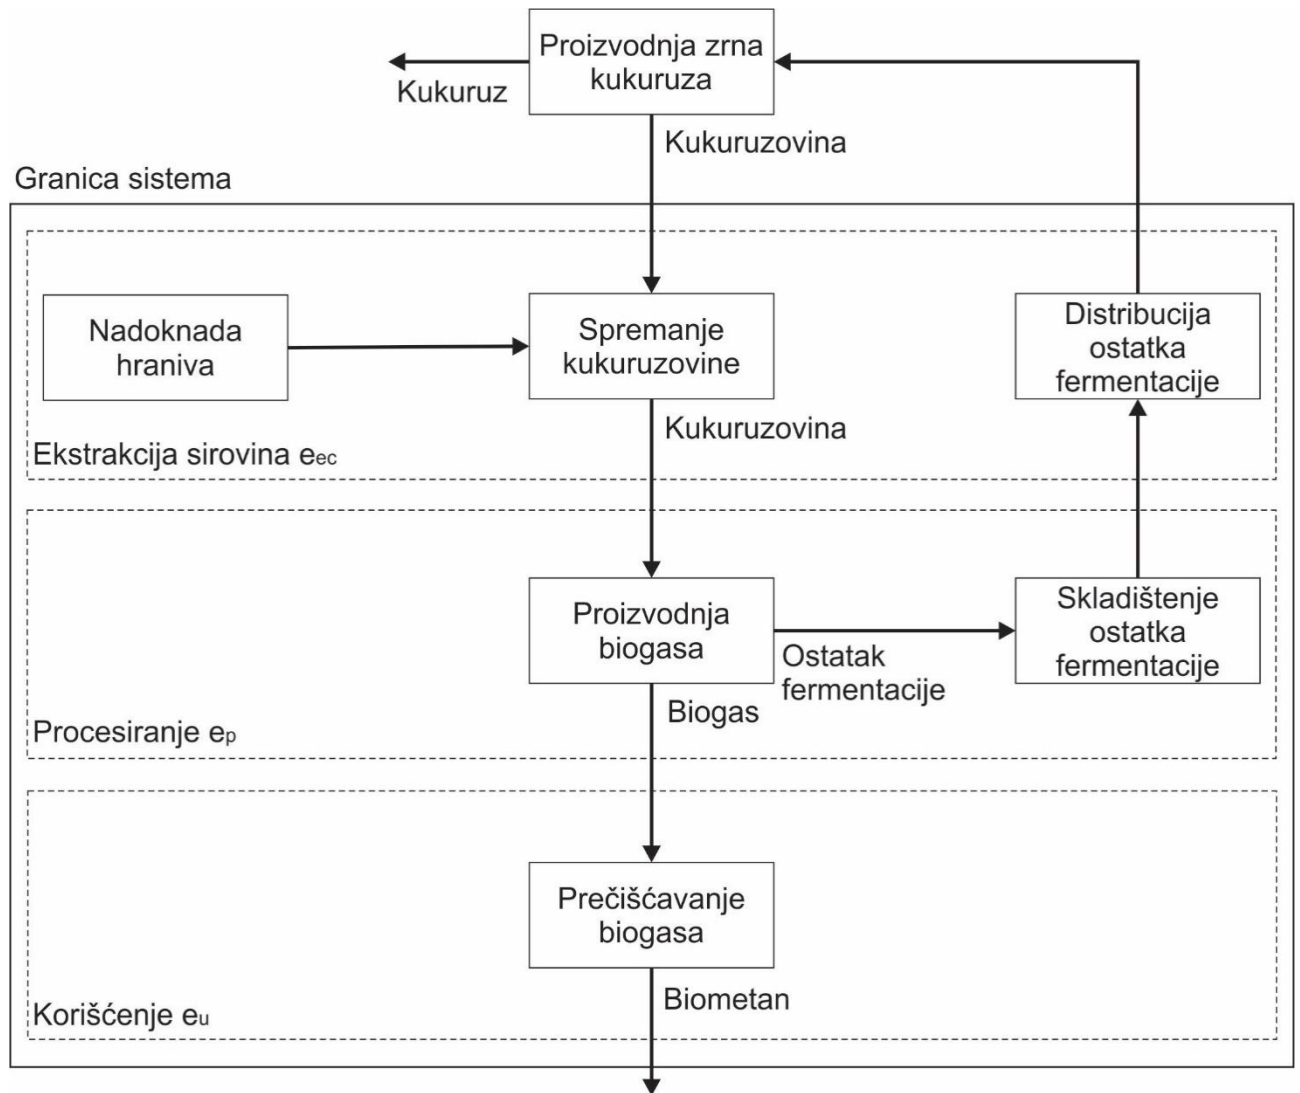 Proizvodnja zrna
kukuruza
Kukuruz
Kukuruzovina
Granica sistema
Nadoknada
hraniva
Spremanje
kukuruzovine
Distribucija
ostatka
fermentacije
Kukuruzovina
Ekstrakcija sirovina eec
Proizvodnja
biogasa
Ostatak
fermentacije
Skladištenje
ostatka
fermentacije
Biogas
Procesiranje ep
Prečišćavanje
biogasa
Biometan
Korišćenje eu